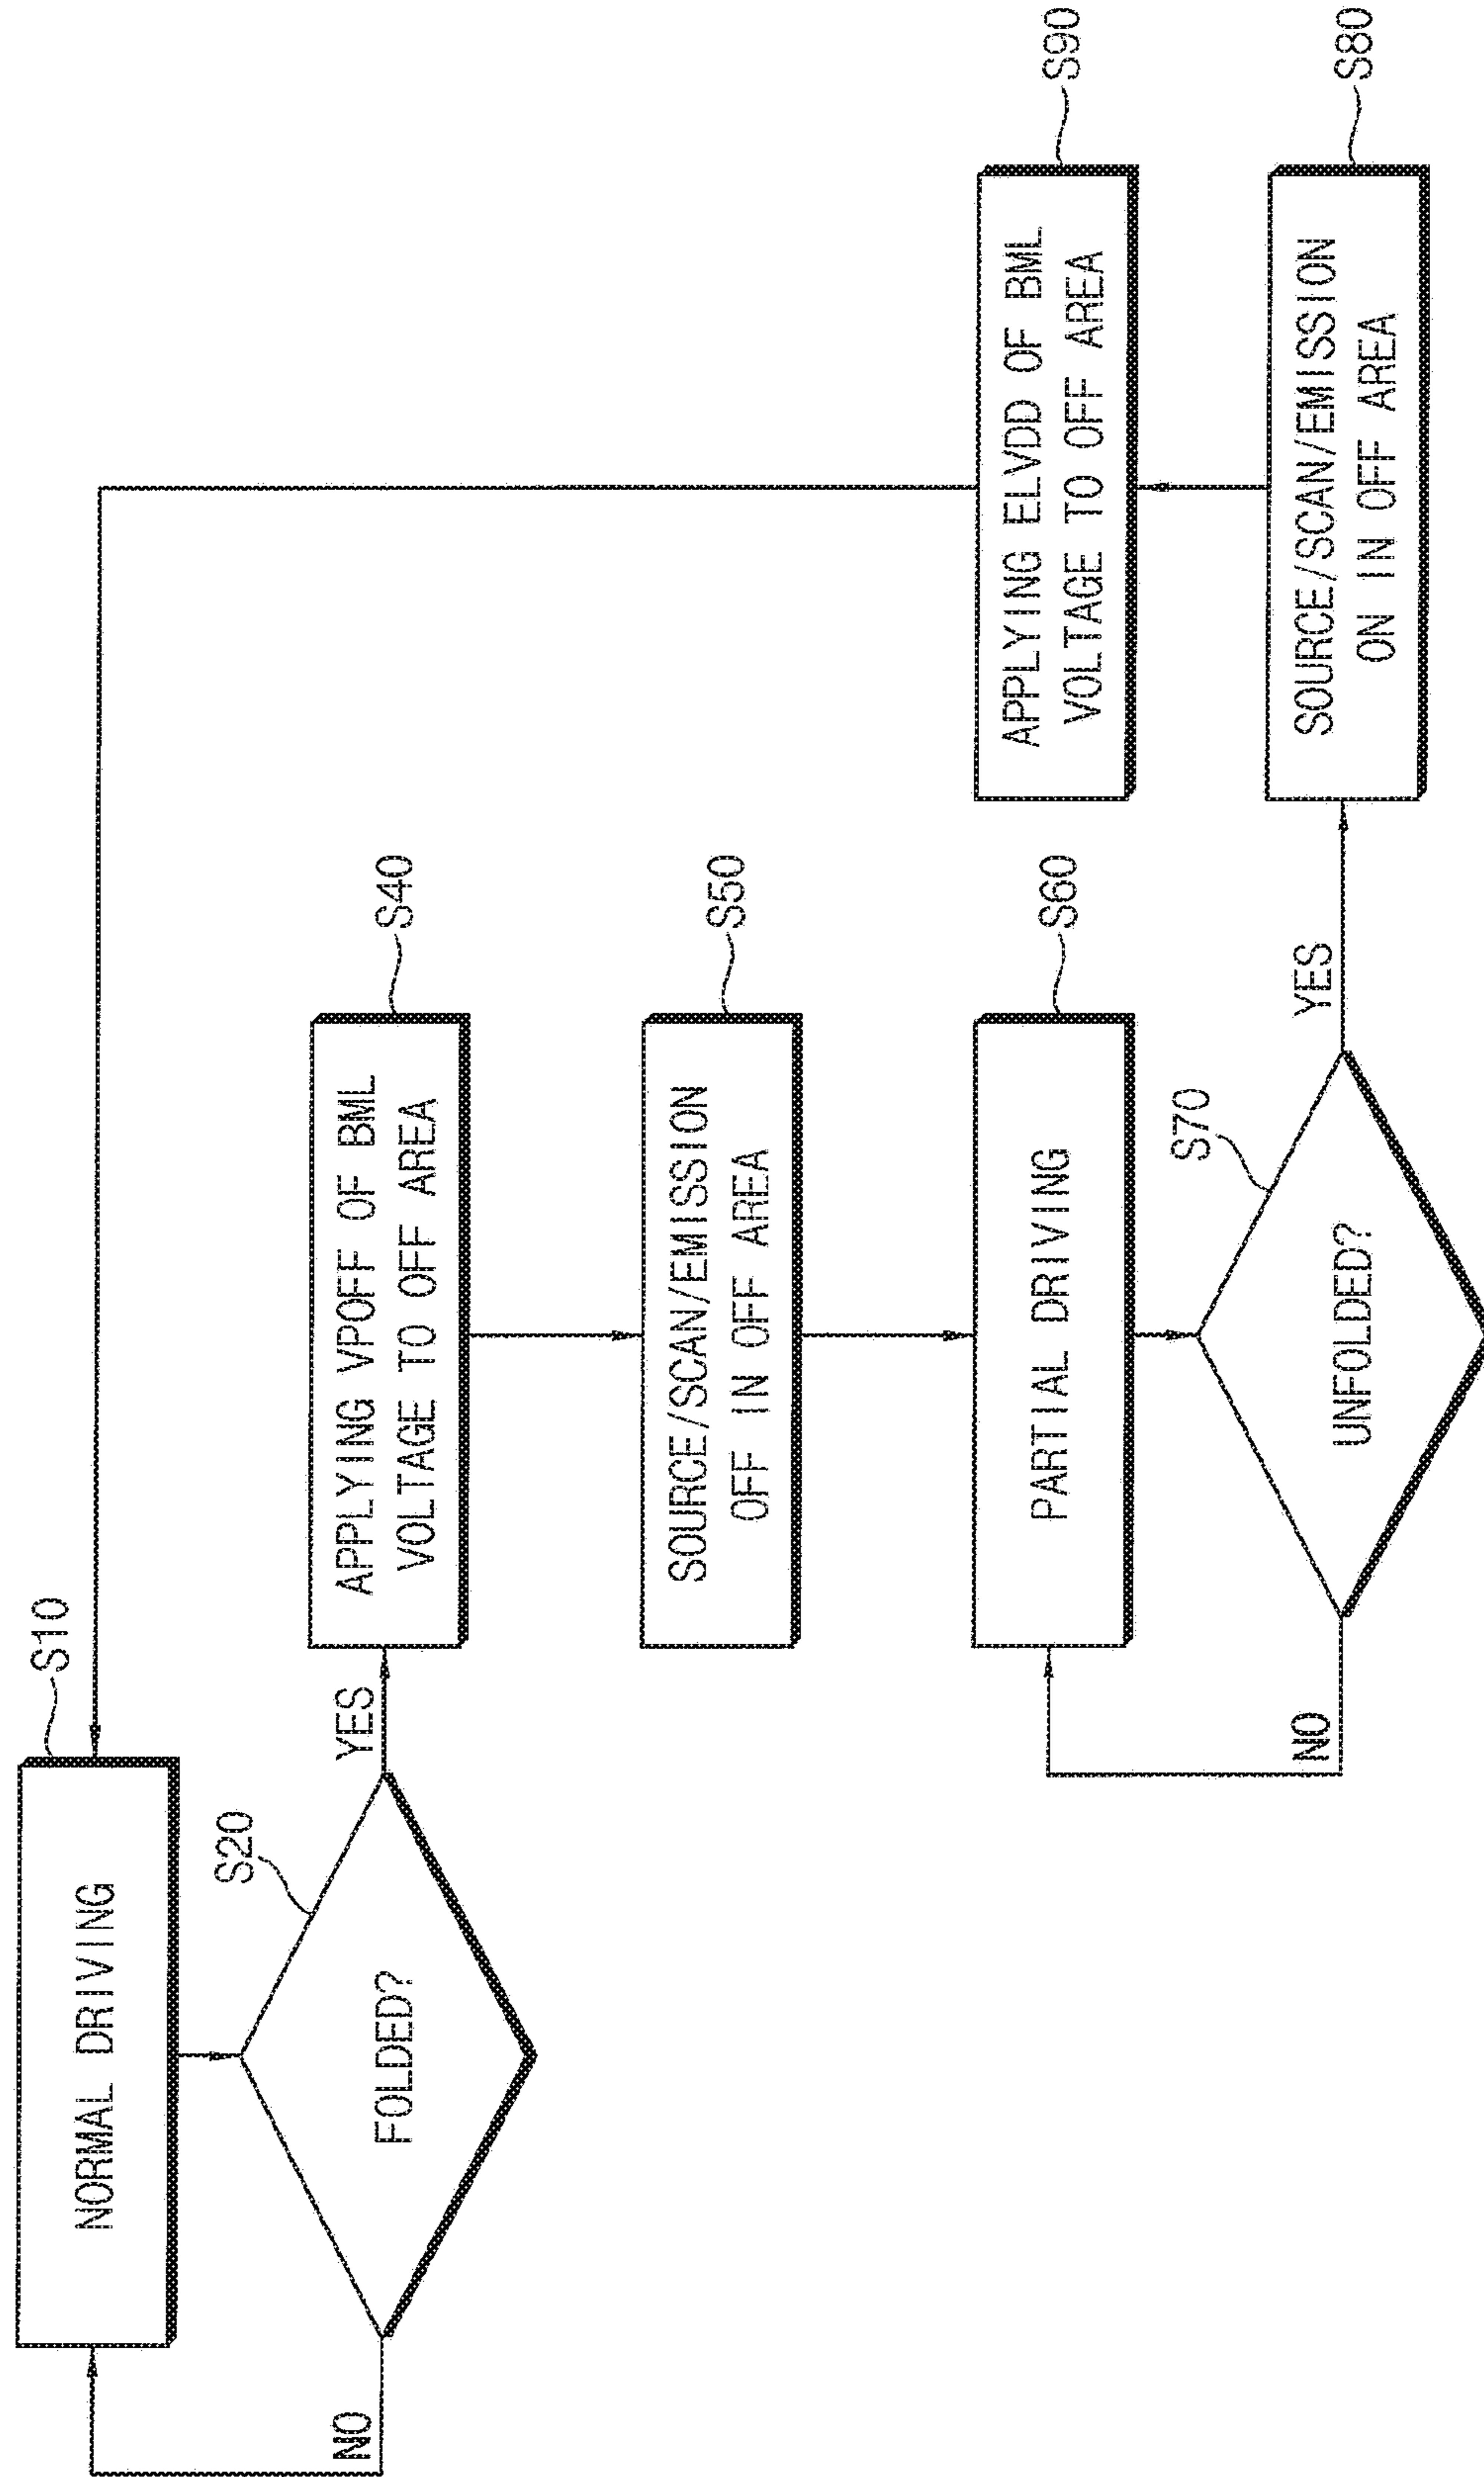 S10
NORMAL DRIVING
S20
FOLDED?
NO
YES
S40
APPLYING VPOFF OF BML
VOLTAGE TO OFF AREA
S50
SOURCE/SCAN/EMISSION
OFF IN OFF AREA
S60
PARTIAL DRIVING
S70
UNFOLDED?
NO
YES
S90
APPLYING ELVDD OF BML
VOLTAGE TO OFF AREA
S80
SOURCE/SCAN/EMISSION
ON IN OFF AREA